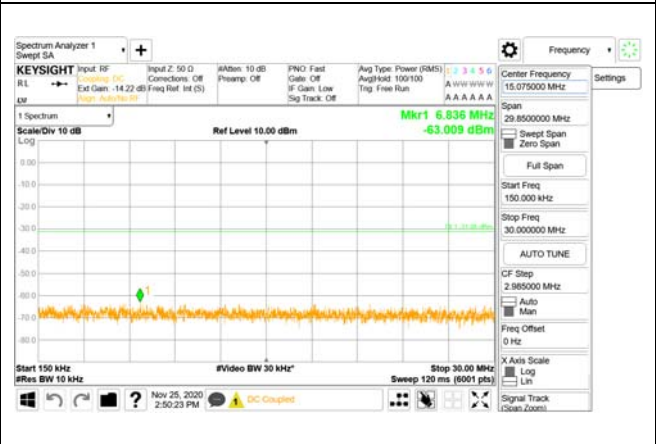 Spectrum Analyzer 1
Swept SA
+
Frequency
KEYSIGHT
RL
Input: RF
Coupling: DC
Ext Gain: -14.22 dB
Align: Auto/No RF
Input Z: 50 Ω
Corrections: Off
Freq Ref: Int (S)
#Atten: 10 dB
Preamp: Off
PNO: Fast
Gate: Off
IF Gain: Low
Sig Track: Off
Avg Type: Power (RMS)
Avg|Hold: 100/100
Trig: Free Run
1 2 3 4 5 6
A W W W W W
A A A A A A
1 Spectrum
Scale/Div 10 dB
Log
Ref Level 10.00 dBm
Mkr1 6.836 MHz
-63.009 dBm
0.00
-10.0
-20.0
-30.0
-40.0
-50.0
-60.0
-70.0
-80.0
1
Start 150 kHz
#Res BW 10 kHz
#Video BW 30 kHz*
Stop 30.00 MHz
Sweep 120 ms (6001 pts)
?
Nov 25, 2020
2:50:23 PM
DC Coupled
Center Frequency
15.075000 MHz
Settings
Span
29.8500000 MHz
Swept Span
Zero Span
Full Span
Start Freq
150.000 kHz
Stop Freq
30.000000 MHz
AUTO TUNE
CF Step
2.985000 MHz
Auto
Man
Freq Offset
0 Hz
X Axis Scale
Log
Lin
Signal Track
(Span Zoom)